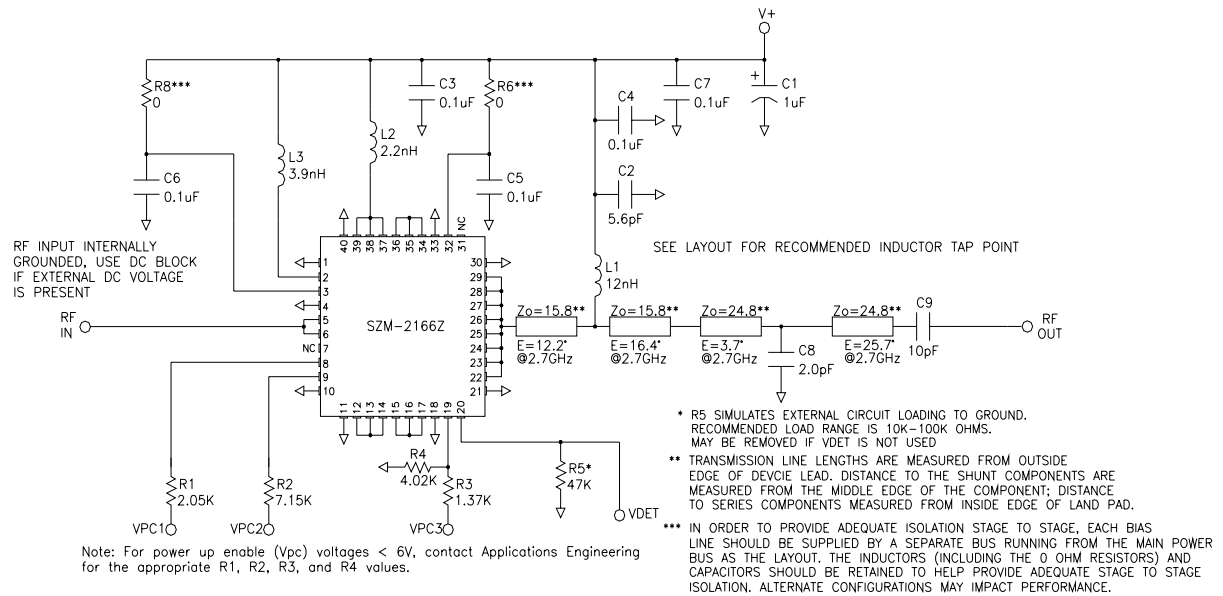 V+
R8***
0
C3
0.1uF
R6***
0
C7
0.1uF
C1
+
1uF
C4
0.1uF
L2
2.2nH
L3
3.9nH
C6
0.1uF
C5
0.1uF
C2
5.6pF
40
39
38
37
36
35
34
33
32
31
NC
RF INPUT INTERNALLY
GROUNDED, USE DC BLOCK
IF EXTERNAL DC VOLTAGE
IS PRESENT
SEE LAYOUT FOR RECOMMENDED INDUCTOR TAP POINT
L1
12nH
1
2
3
4
5
6
NC
7
8
9
10
30
29
28
27
26
25
24
23
22
21
SZM-2166Z
RF
IN
Zo=15.8**
E=12.2°
@2.7GHz
Zo=15.8**
E=16.4°
@2.7GHz
Zo=24.8**
E=3.7°
@2.7GHz
Zo=24.8**
E=25.7°
@2.7GHz
C9
10pF
RF
OUT
C8
2.0pF
11
12
13
14
15
16
17
18
19
20
* R5 SIMULATES EXTERNAL CIRCUIT LOADING TO GROUND.
RECOMMENDED LOAD RANGE IS 10K-100K OHMS.
MAY BE REMOVED IF VDET IS NOT USED
** TRANSMISSION LINE LENGTHS ARE MEASURED FROM OUTSIDE
EDGE OF DEVCIE LEAD. DISTANCE TO THE SHUNT COMPONENTS ARE
MEASURED FROM THE MIDDLE EDGE OF THE COMPONENT; DISTANCE
TO SERIES COMPONENTS MEASURED FROM INSIDE EDGE OF LAND PAD.
*** IN ORDER TO PROVIDE ADEQUATE ISOLATION STAGE TO STAGE, EACH BIAS
LINE SHOULD BE SUPPLIED BY A SEPARATE BUS RUNNING FROM THE MAIN POWER
BUS AS THE LAYOUT. THE INDUCTORS (INCLUDING THE 0 OHM RESISTORS) AND
CAPACITORS SHOULD BE RETAINED TO HELP PROVIDE ADEQUATE STAGE TO STAGE
ISOLATION. ALTERNATE CONFIGURATIONS MAY IMPACT PERFORMANCE.
R4
4.02K
R1
2.05K
R2
7.15K
R3
1.37K
R5*
47K
VPC1
VPC2
VPC3
VDET
Note: For power up enable (Vpc) voltages < 6V, contact Applications Engineering
for the appropriate R1, R2, R3, and R4 values.